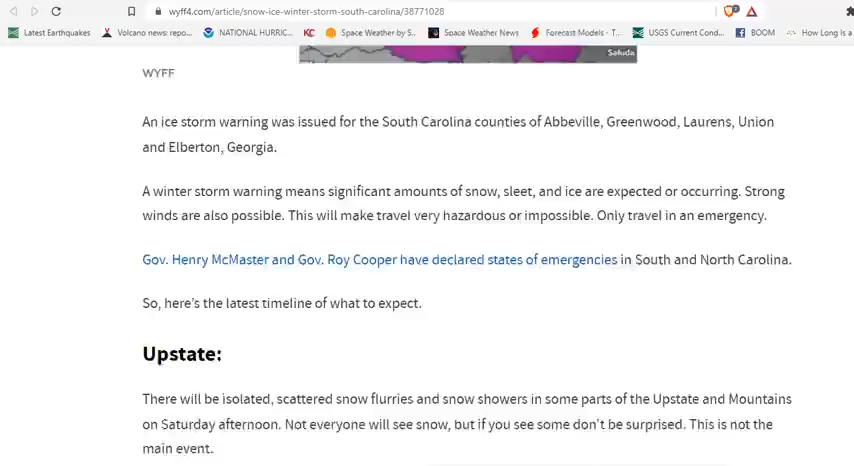 wyff4.com/article/snow-ice-winter-storm-south-carolina/38771028
Latest Earthquakes Volcano news: repo... NATIONAL HURRIC... KC Space Weather by S... Space Weather News Forecast Models - T... USGS Current Cond... BOOM How Long Is a
Saluda
WYFF
An ice storm warning was issued for the South Carolina counties of Abbeville, Greenwood, Laurens, Union
and Elberton, Georgia.
A winter storm warning means significant amounts of snow, sleet, and ice are expected or occurring. Strong
winds are also possible. This will make travel very hazardous or impossible. Only travel in an emergency.
Gov. Henry McMaster and Gov. Roy Cooper have declared states of emergencies in South and North Carolina.
So, here's the latest timeline of what to expect.
Upstate:
There will be isolated, scattered snow flurries and snow showers in some parts of the Upstate and Mountains
on Saturday afternoon. Not everyone will see snow, but if you see some don't be surprised. This is not the
main event.